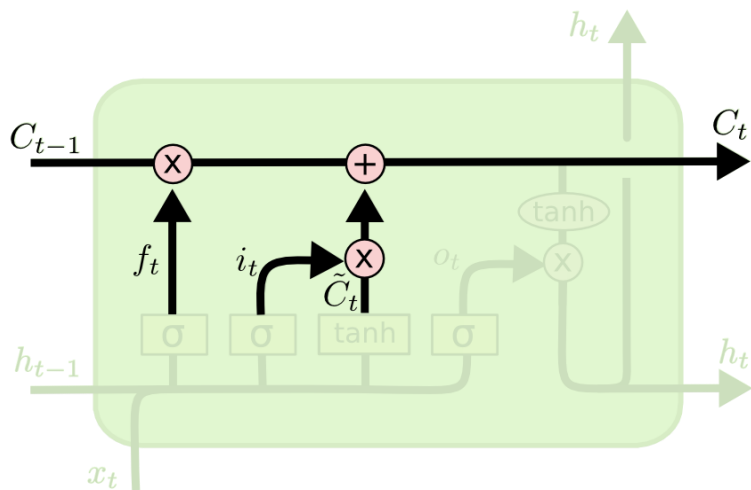 h_t
C_{t-1} x + C_t
tanh
f_t i_t x o_t x
C̃_t
σ σ tanh σ
h_{t-1} h_t
x_t